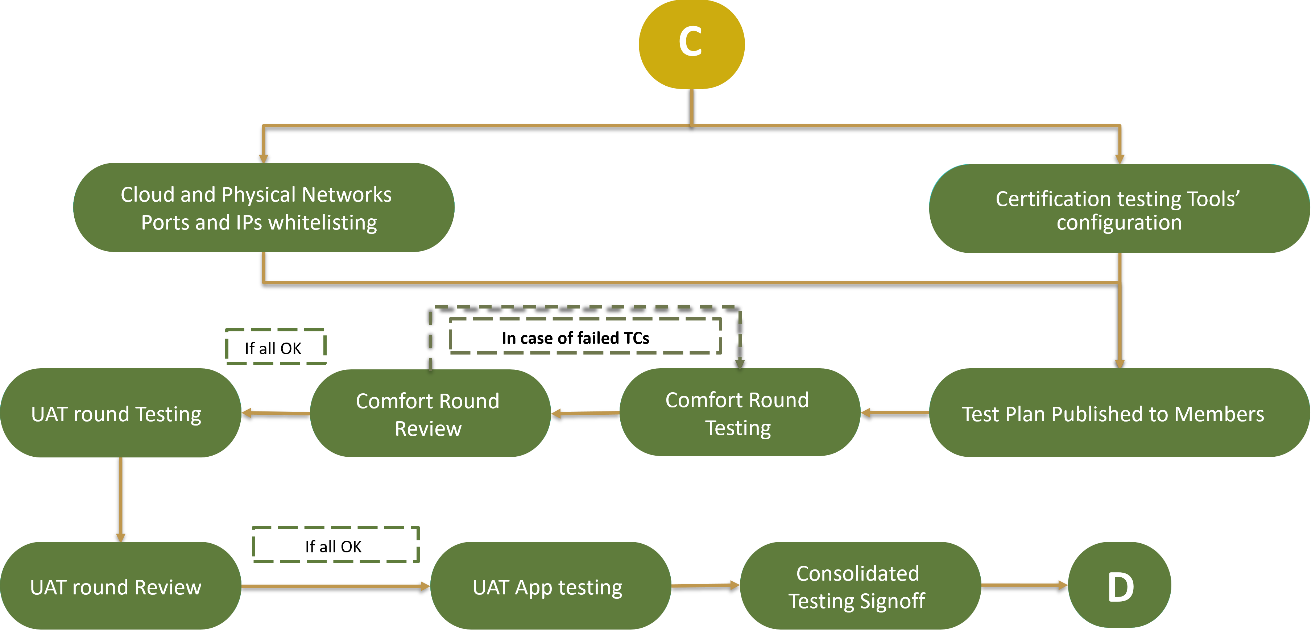 C
Cloud and Physical Networks
Ports and IPs whitelisting
Certification testing Tools’
configuration
In case of failed TCs
If all OK
UAT round Testing
Comfort Round
Review
Comfort Round
Testing
Test Plan Published to Members
If all OK
UAT round Review
UAT App testing
Consolidated
Testing Signoff
D